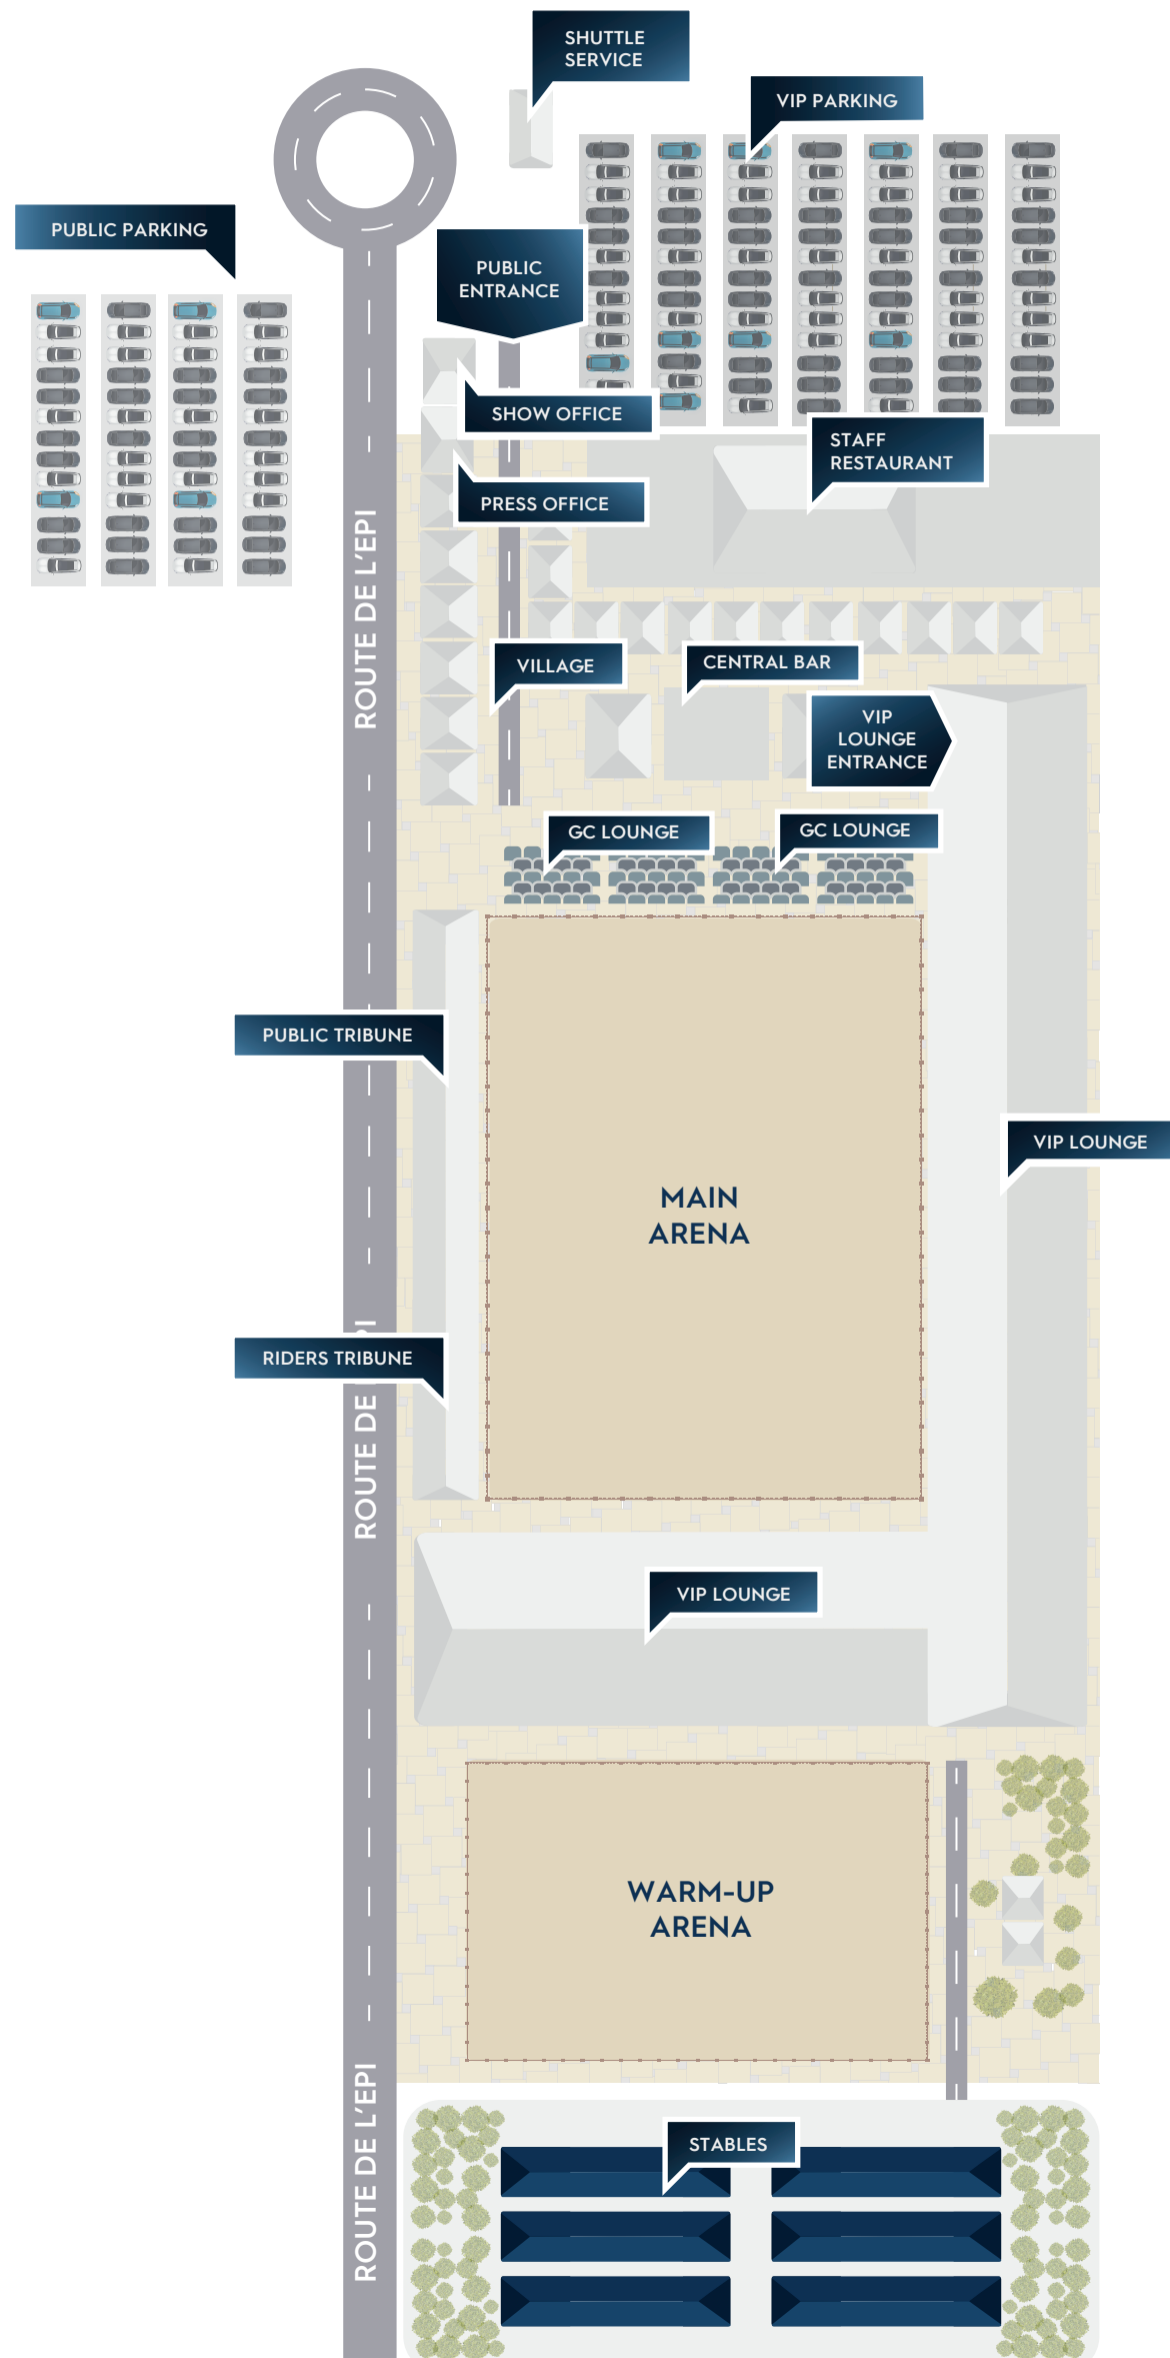 SHUTTLE
SERVICE
VIP PARKING
PUBLIC PARKING
PUBLIC
ENTRANCE
SHOW OFFICE
STAFF
RESTAURANT
PRESS OFFICE
ROUTE DE L'EPI
VILLAGE
CENTRAL BAR
VIP
LOUNGE
ENTRANCE
GC LOUNGE
GC LOUNGE
PUBLIC TRIBUNE
VIP LOUNGE
MAIN
ARENA
RIDERS TRIBUNE
ROUTE DE
VIP LOUNGE
WARM-UP
ARENA
ROUTE DE L'EPI
STABLES